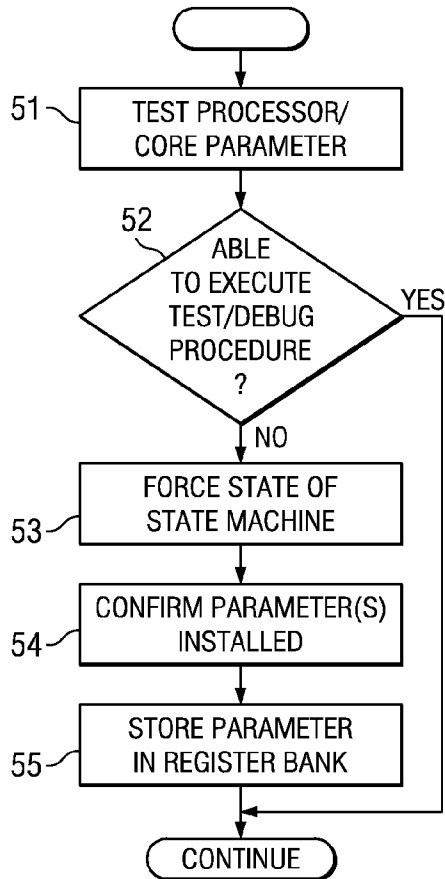 51
TEST PROCESSOR/
CORE PARAMETER
52
ABLE
TO EXECUTE
TEST/DEBUG
PROCEDURE
?
YES
NO
53
FORCE STATE OF
STATE MACHINE
54
CONFIRM PARAMETER(S)
INSTALLED
55
STORE PARAMETER
IN REGISTER BANK
CONTINUE